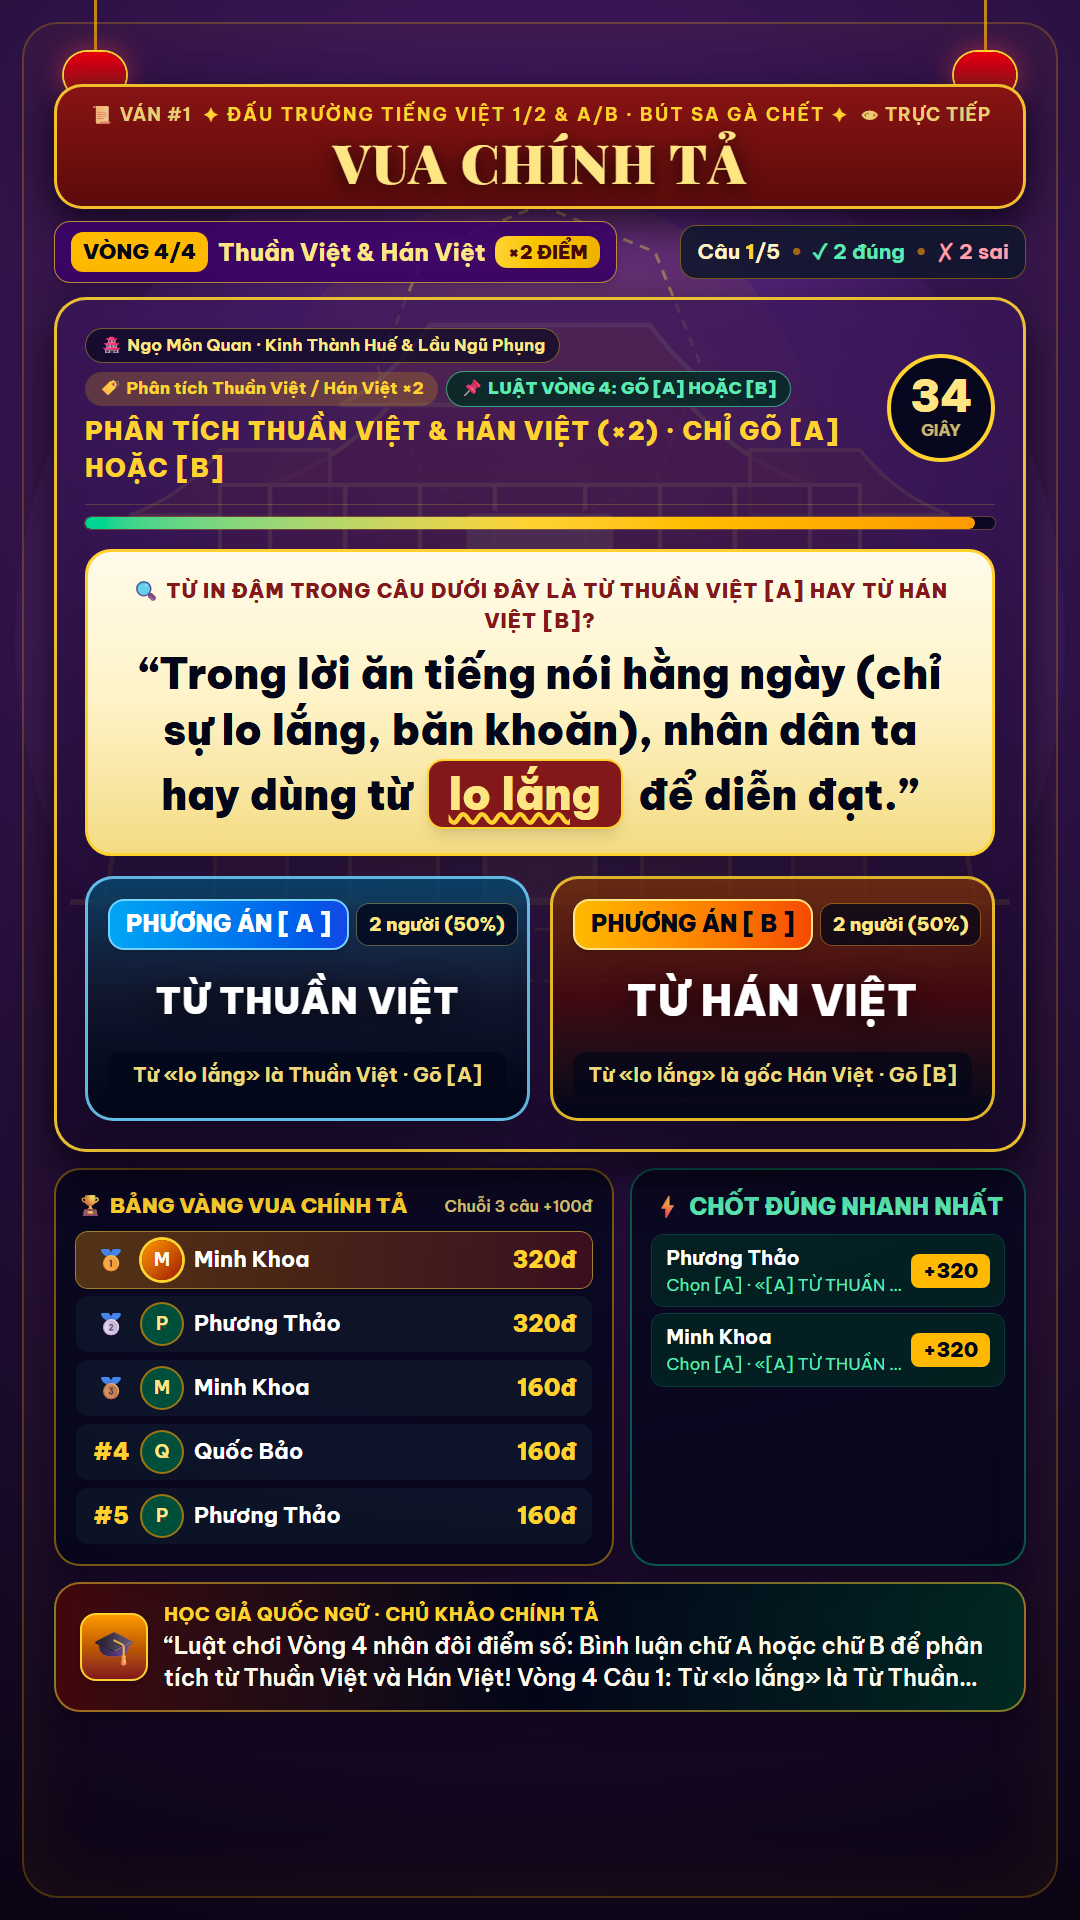 📜 VÁN #1 ✦ ĐẤU TRƯỜNG TIẾNG VIỆT 1/2 & A/B · BÚT SA GÀ CHẾT ✦ 👁 TRỰC TIẾP
VUA CHÍNH TẢ
VÒNG 4/4 Thuần Việt & Hán Việt ×2 ĐIỂM
Câu 1/5 • ✓ 2 đúng • ✗ 2 sai
🏯 Ngọ Môn Quan · Kinh Thành Huế & Lầu Ngũ Phụng
🏷️ Phân tích Thuần Việt / Hán Việt ×2 📌 LUẬT VÒNG 4: GÕ [A] HOẶC [B]
PHÂN TÍCH THUẦN VIỆT & HÁN VIỆT (×2) · CHỈ GÕ [A]
HOẶC [B]
34
GIÂY
🔍 TỪ IN ĐẬM TRONG CÂU DƯỚI ĐÂY LÀ TỪ THUẦN VIỆT [A] HAY TỪ HÁN
VIỆT [B]?
“Trong lời ăn tiếng nói hằng ngày (chỉ
sự lo lắng, băn khoăn), nhân dân ta
hay dùng từ lo lắng để diễn đạt.”
PHƯƠNG ÁN [ A ] 2 người (50%)
TỪ THUẦN VIỆT
Từ «lo lắng» là Thuần Việt · Gõ [A]
PHƯƠNG ÁN [ B ] 2 người (50%)
TỪ HÁN VIỆT
Từ «lo lắng» là gốc Hán Việt · Gõ [B]
🏆 BẢNG VÀNG VUA CHÍNH TẢ Chuỗi 3 câu +100đ
🥇 M Minh Khoa 320đ
🥈 P Phương Thảo 320đ
🥉 M Minh Khoa 160đ
#4 Q Quốc Bảo 160đ
#5 P Phương Thảo 160đ
⚡ CHỐT ĐÚNG NHANH NHẤT
Phương Thảo
Chọn [A] · «[A] TỪ THUẦN ...
+320
Minh Khoa
Chọn [A] · «[A] TỪ THUẦN ...
+320
HỌC GIẢ QUỐC NGỮ · CHỦ KHẢO CHÍNH TẢ
“Luật chơi Vòng 4 nhân đôi điểm số: Bình luận chữ A hoặc chữ B để phân
tích từ Thuần Việt và Hán Việt! Vòng 4 Câu 1: Từ «lo lắng» là Từ Thuần...